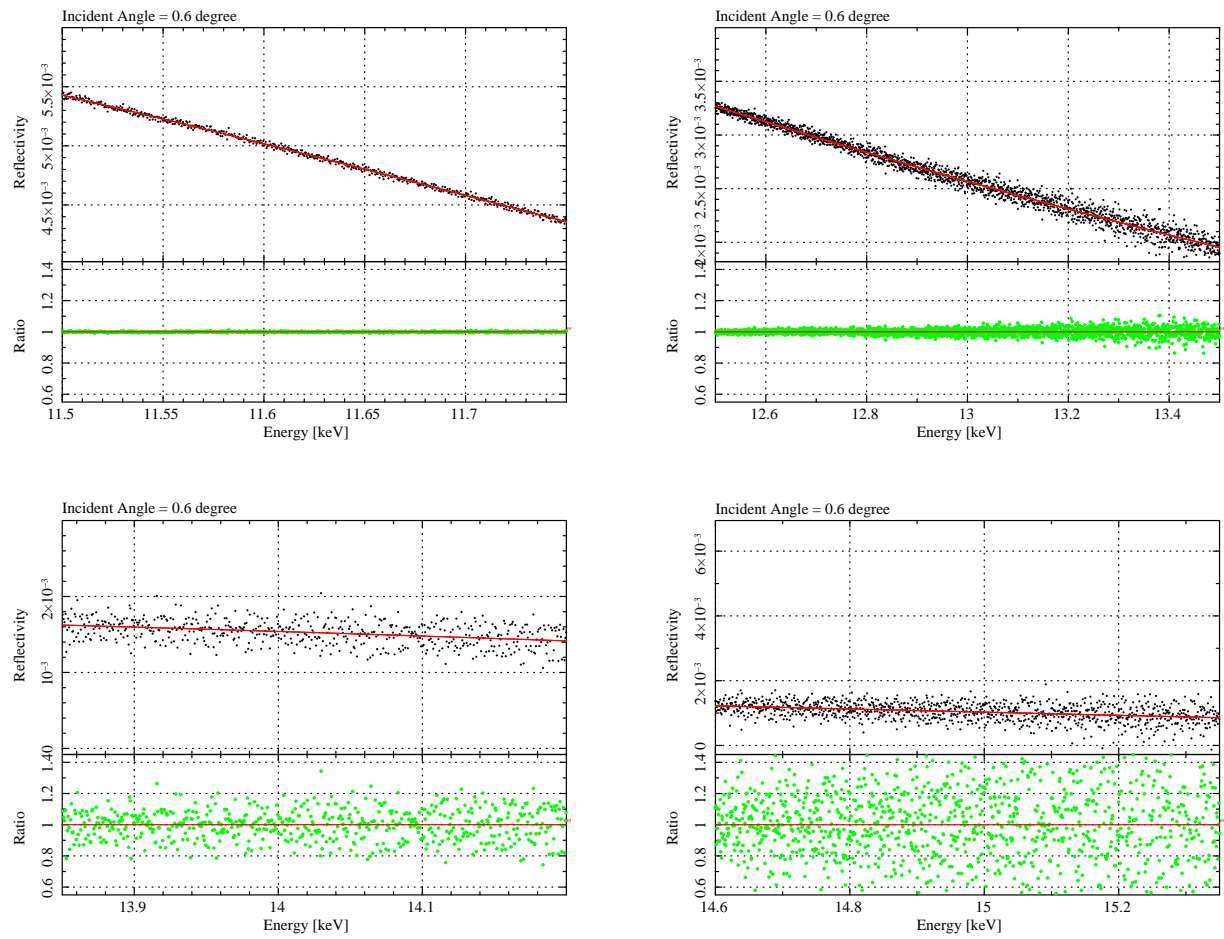 Incident Angle = 0.6 degree
Reflectivity
5.5×10⁻³
5×10⁻³
4.5×10⁻³
Ratio
1.4
1.2
1
0.8
0.6
11.5 11.55 11.6 11.65 11.7
Energy [keV]
Incident Angle = 0.6 degree
Reflectivity
3.5×10⁻³
3×10⁻³
2.5×10⁻³
2×10⁻³
Ratio
1.4
1.2
1
0.8
0.6
12.6 12.8 13 13.2 13.4
Energy [keV]
Incident Angle = 0.6 degree
Reflectivity
2×10⁻³
10⁻³
0
Ratio
1.4
1.2
1
0.8
0.6
13.9 14 14.1
Energy [keV]
Incident Angle = 0.6 degree
Reflectivity
6×10⁻³
4×10⁻³
2×10⁻³
0
Ratio
1.4
1.2
1
0.8
0.6
14.6 14.8 15 15.2
Energy [keV]